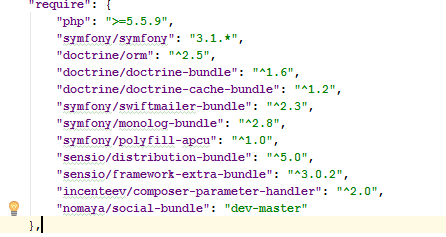 "require": {
"php": ">=5.5.9",
"symfony/symfony": "3.1.*",
"doctrine/orm": "^2.5",
"doctrine/doctrine-bundle": "^1.6",
"doctrine/doctrine-cache-bundle": "^1.2",
"symfony/swiftmailer-bundle": "^2.3",
"symfony/monolog-bundle": "^2.8",
"symfony/polyfill-apcu": "^1.0",
"sensio/distribution-bundle": "^5.0",
"sensio/framework-extra-bundle": "^3.0.2",
"incenteev/composer-parameter-handler": "^2.0",
"nomaya/social-bundle": "dev-master"
},